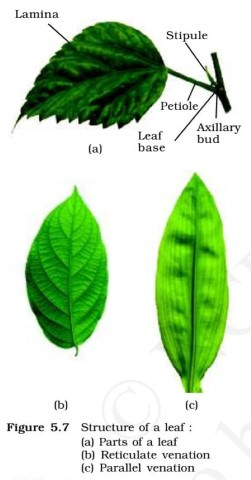 Lamina
Stipule
Petiole
Leaf
base
Axillary
bud
(a)
(b)
(c)
Figure 5.7 Structure of a leaf :
(a) Parts of a leaf
(b) Reticulate venation
(c) Parallel venation